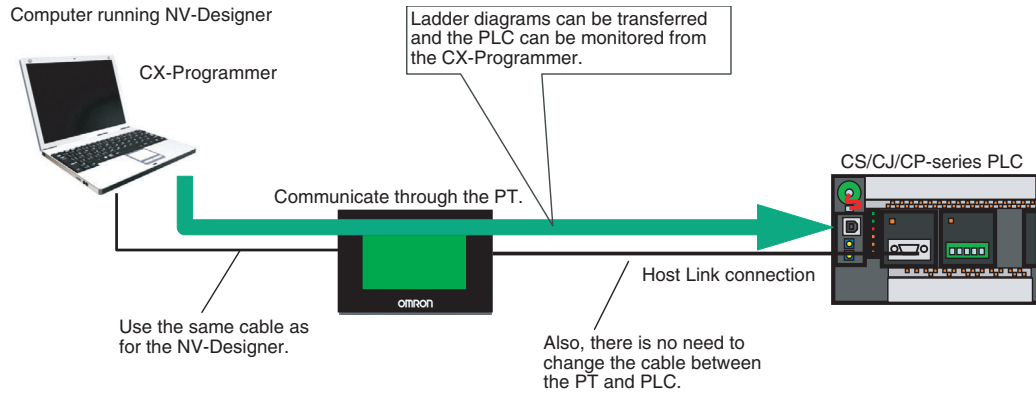 Computer running NV-Designer
CX-Programmer
Ladder diagrams can be transferred
and the PLC can be monitored from
the CX-Programmer.
CS/CJ/CP-series PLC
Communicate through the PT.
Host Link connection
OMRON
Use the same cable as
for the NV-Designer.
Also, there is no need to
change the cable between
the PT and PLC.